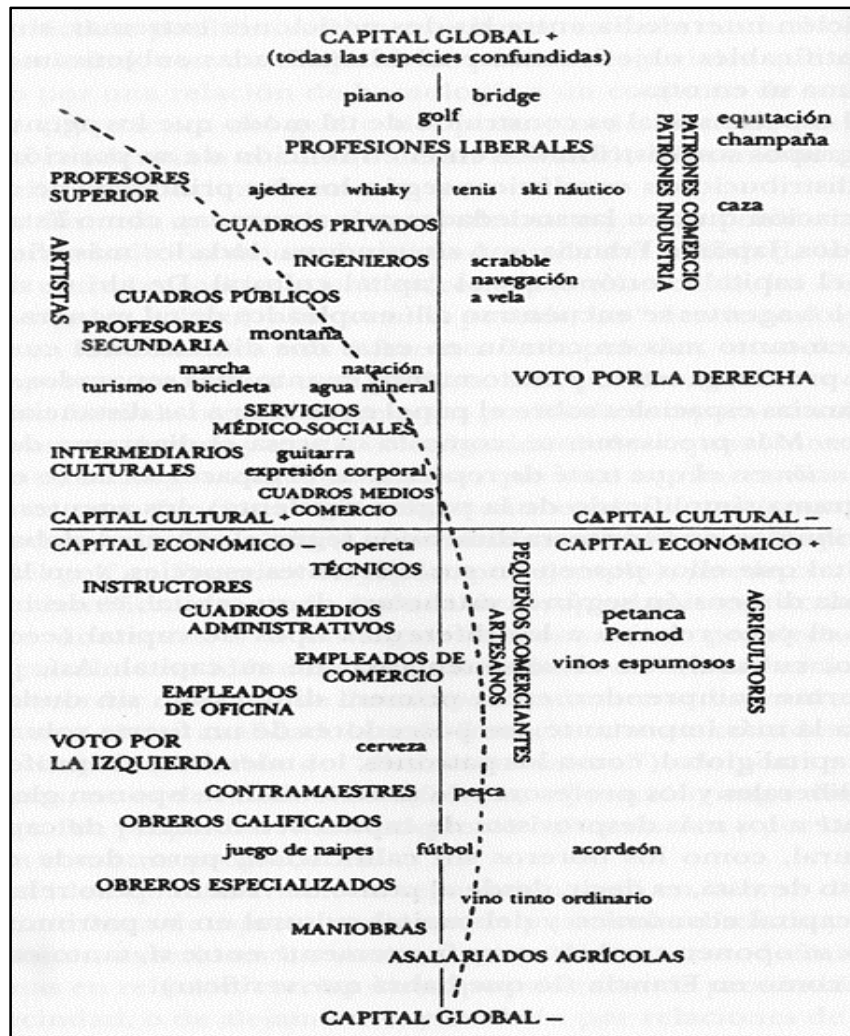 CAPITAL GLOBAL +
(todas las especies confundidas)
piano bridge
golf
PROFESIONES LIBERALES
PATRONES COMERCIO
PATRONES INDUSTRIA
equitación
champaña
caza
PROFESORES
SUPERIOR
ajedrez whisky tenis ski náutico
CUADROS PRIVADOS
ARTISTAS
INGENIEROS
scrabble
navegación
a vela
CUADROS PÚBLICOS
PROFESORES
SECUNDARIA
montaña
marcha natación
turismo en bicicleta agua mineral
VOTO POR LA DERECHA
SERVICIOS
MÉDICO-SOCIALES
INTERMEDIARIOS
CULTURALES
guitarra
expresión corporal
CUADROS MEDIOS
COMERCIO
CAPITAL CULTURAL + CAPITAL CULTURAL –
CAPITAL ECONÓMICO – CAPITAL ECONÓMICO +
opereta
TÉCNICOS
INSTRUCTORES
CUADROS MEDIOS
ADMINISTRATIVOS
PEQUEÑOS COMERCIANTES
ARTESANOS
petanca
Pernod
vinos espumosos
AGRICULTORES
EMPLEADOS DE
COMERCIO
EMPLEADOS
DE OFICINA
VOTO POR
LA IZQUIERDA
cerveza
CONTRAMAESTRES pesca
OBREROS CALIFICADOS
juego de naipes fútbol acordeón
OBREROS ESPECIALIZADOS
vino tinto ordinario
MANIOBRAS
ASALARIADOS AGRÍCOLAS
CAPITAL GLOBAL –